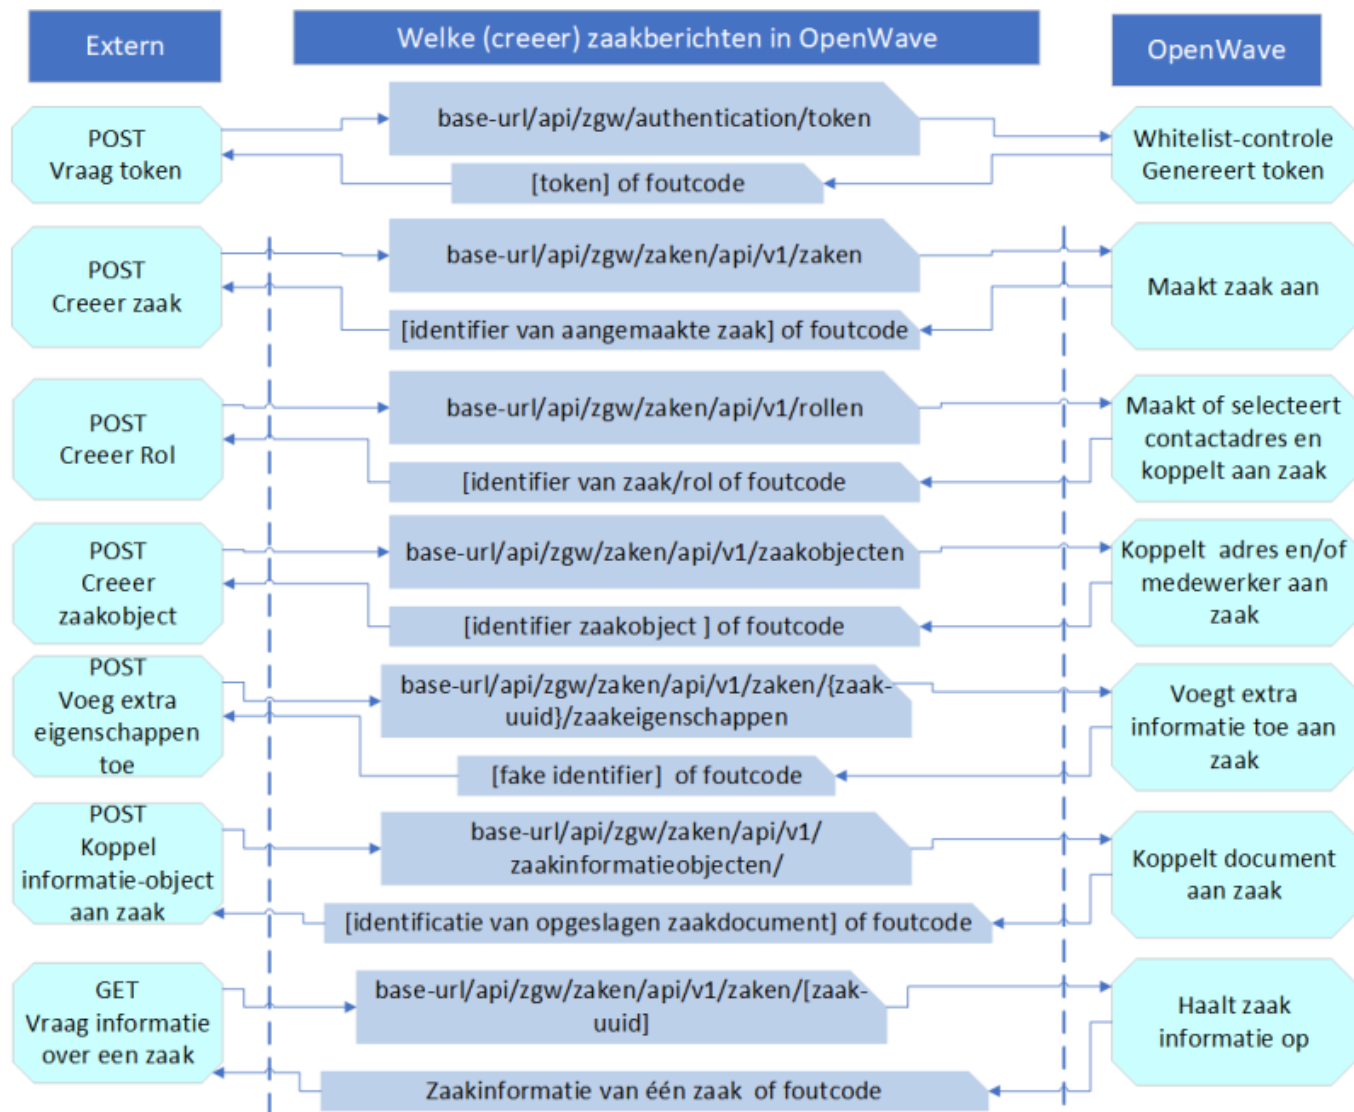 Extern
Welke (creeer) zaakberichten in OpenWave
OpenWave
POST
Vraag token
base-url/api/zgw/authentication/token
[token] of foutcode
Whitelist-controle
Genereert token
POST
Creeer zaak
base-url/api/zgw/zaken/api/v1/zaken
[identifier van aangemaakte zaak] of foutcode
Maakt zaak aan
POST
Creeer Rol
base-url/api/zgw/zaken/api/v1/rollen
[identifier van zaak/rol of foutcode
Maakt of selecteert
contactadres en
koppelt aan zaak
POST
Creeer
zaakobject
base-url/api/zgw/zaken/api/v1/zaakobjecten
[identifier zaakobject ] of foutcode
Koppelt  adres en/of
medewerker aan
zaak
POST
Voeg extra
eigenschappen
toe
base-url/api/zgw/zaken/api/v1/zaken/{zaak-
uuid}/zaakeigenschappen
[fake identifier]  of foutcode
Voegt extra
informatie toe aan
zaak
POST
Koppel
informatie-object
aan zaak
base-url/api/zgw/zaken/api/v1/
zaakinformatieobjecten/
[identificatie van opgeslagen zaakdocument] of foutcode
Koppelt document
aan zaak
GET
Vraag informatie
over een zaak
base-url/api/zgw/zaken/api/v1/zaken/[zaak-
uuid]
Zaakinformatie van één zaak  of foutcode
Haalt zaak
informatie op